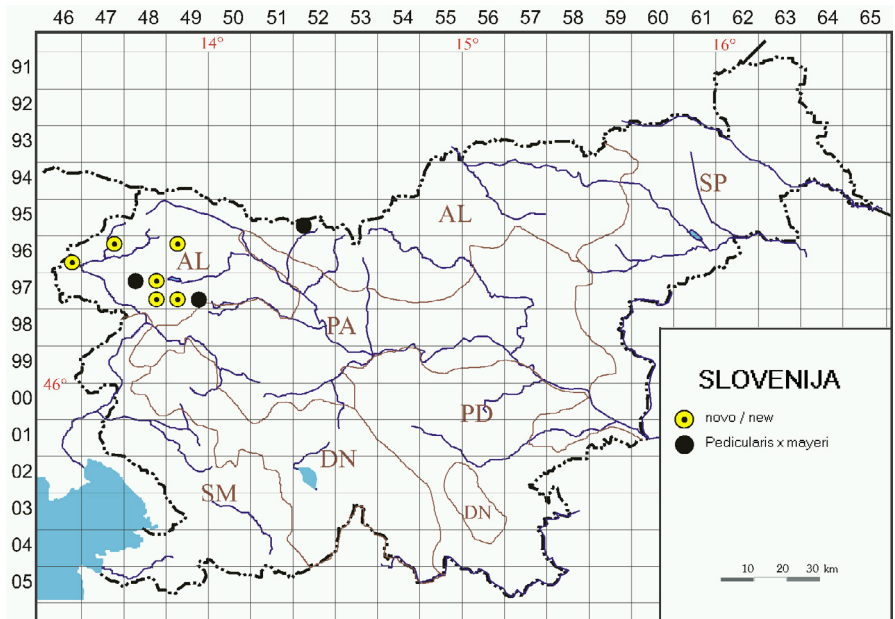 46 47 48 49 50 51 52 53 54 55 56 57 58 59 60 61 62 63 64 65
14° 15° 16°
91
92
93
94
SP
95
AL
96
AL
97
98
PA
99
46°
00
SLOVENIJA
PD
novo / new
01
Pedicularis x mayeri
02
DN
SM
03
DN
04
05
10 20 30 km